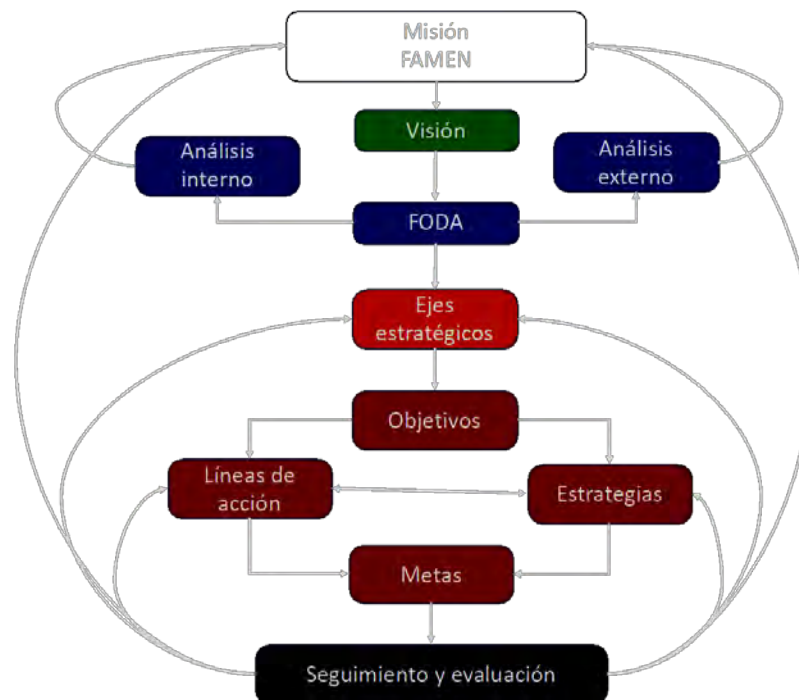 Misión
FAMEN
Visión
Análisis
interno
Análisis
externo
FODA
Ejes
estratégicos
Objetivos
Líneas de
acción
Estrategias
Metas
Seguimiento y evaluación